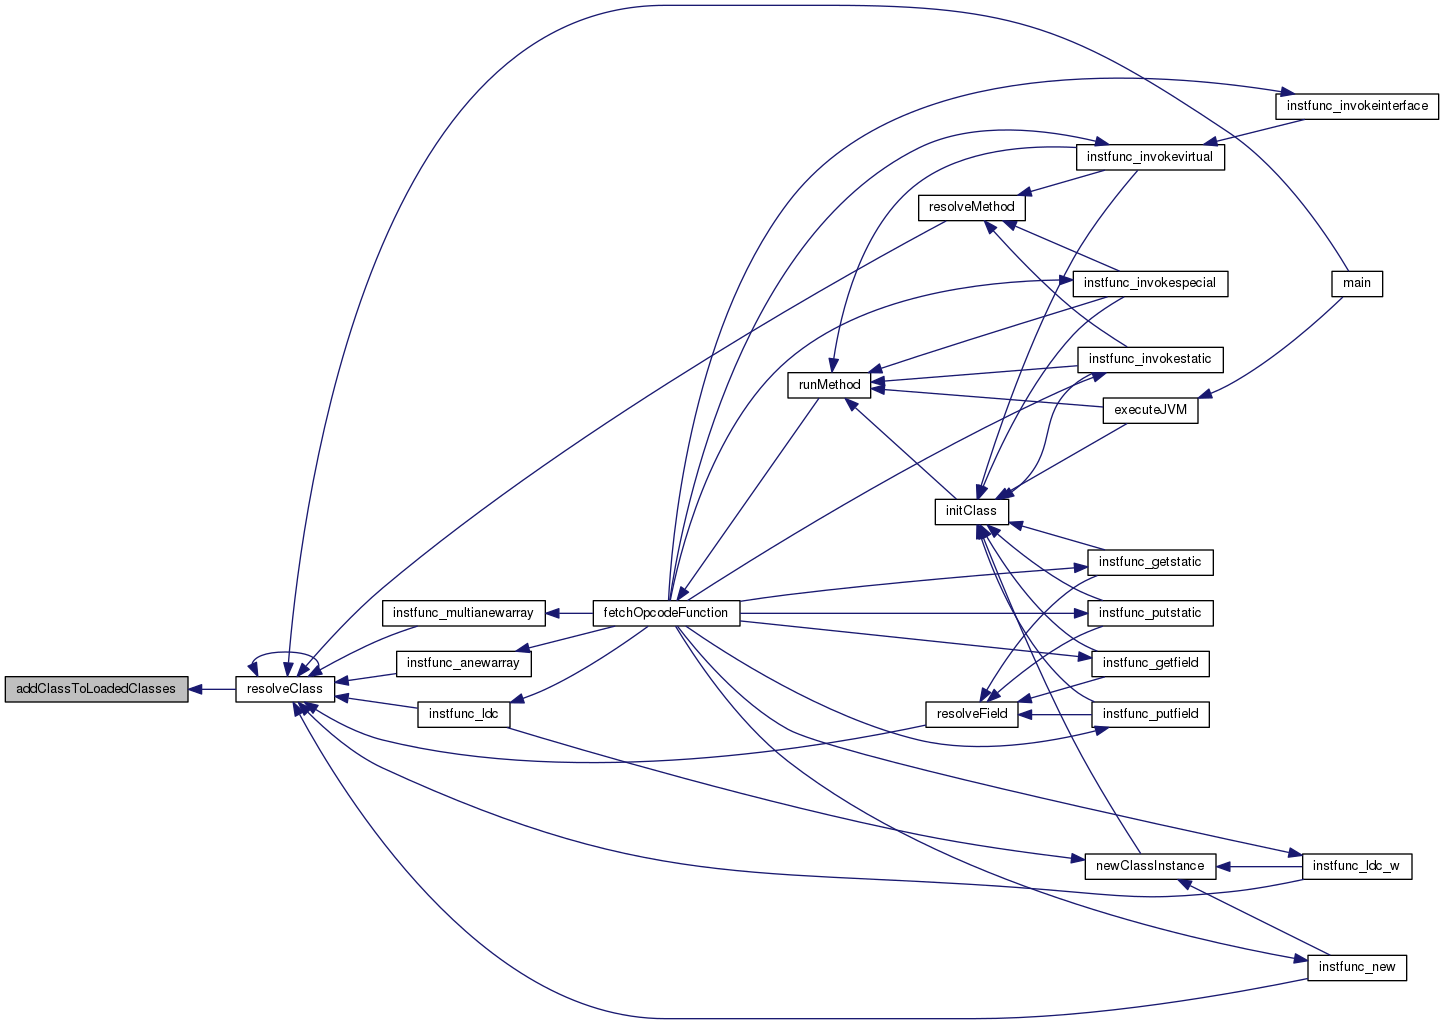 instfunc_invokeinterface
instfunc_invokevirtual
resolveMethod
instfunc_invokespecial
main
instfunc_invokestatic
runMethod
executeJVM
initClass
instfunc_getstatic
instfunc_multianewarray
fetchOpcodeFunction
instfunc_putstatic
instfunc_anewarray
instfunc_getfield
addClassToLoadedClasses
resolveClass
instfunc_ldc
resolveField
instfunc_putfield
newClassInstance
instfunc_ldc_w
instfunc_new